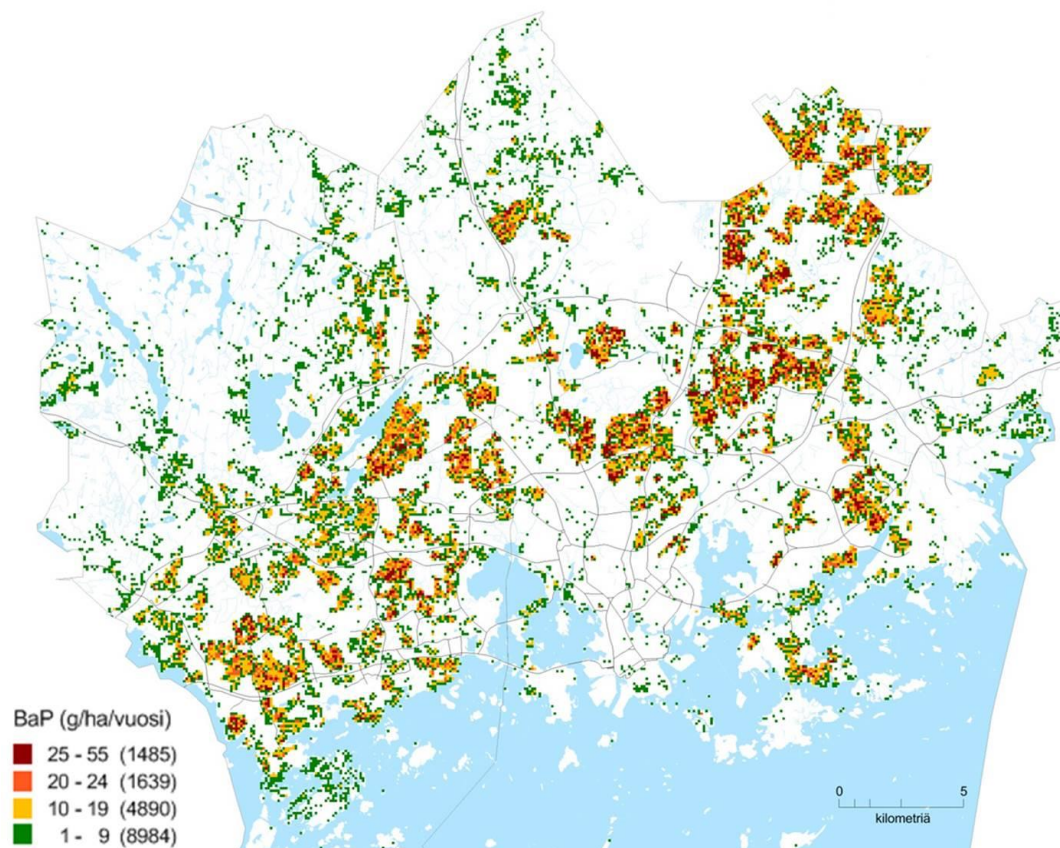 BaP (g/ha/vuosi)
25 - 55 (1485)
20 - 24 (1639)
10 - 19 (4890)
1 - 9 (8984)
0 5
kilometriä